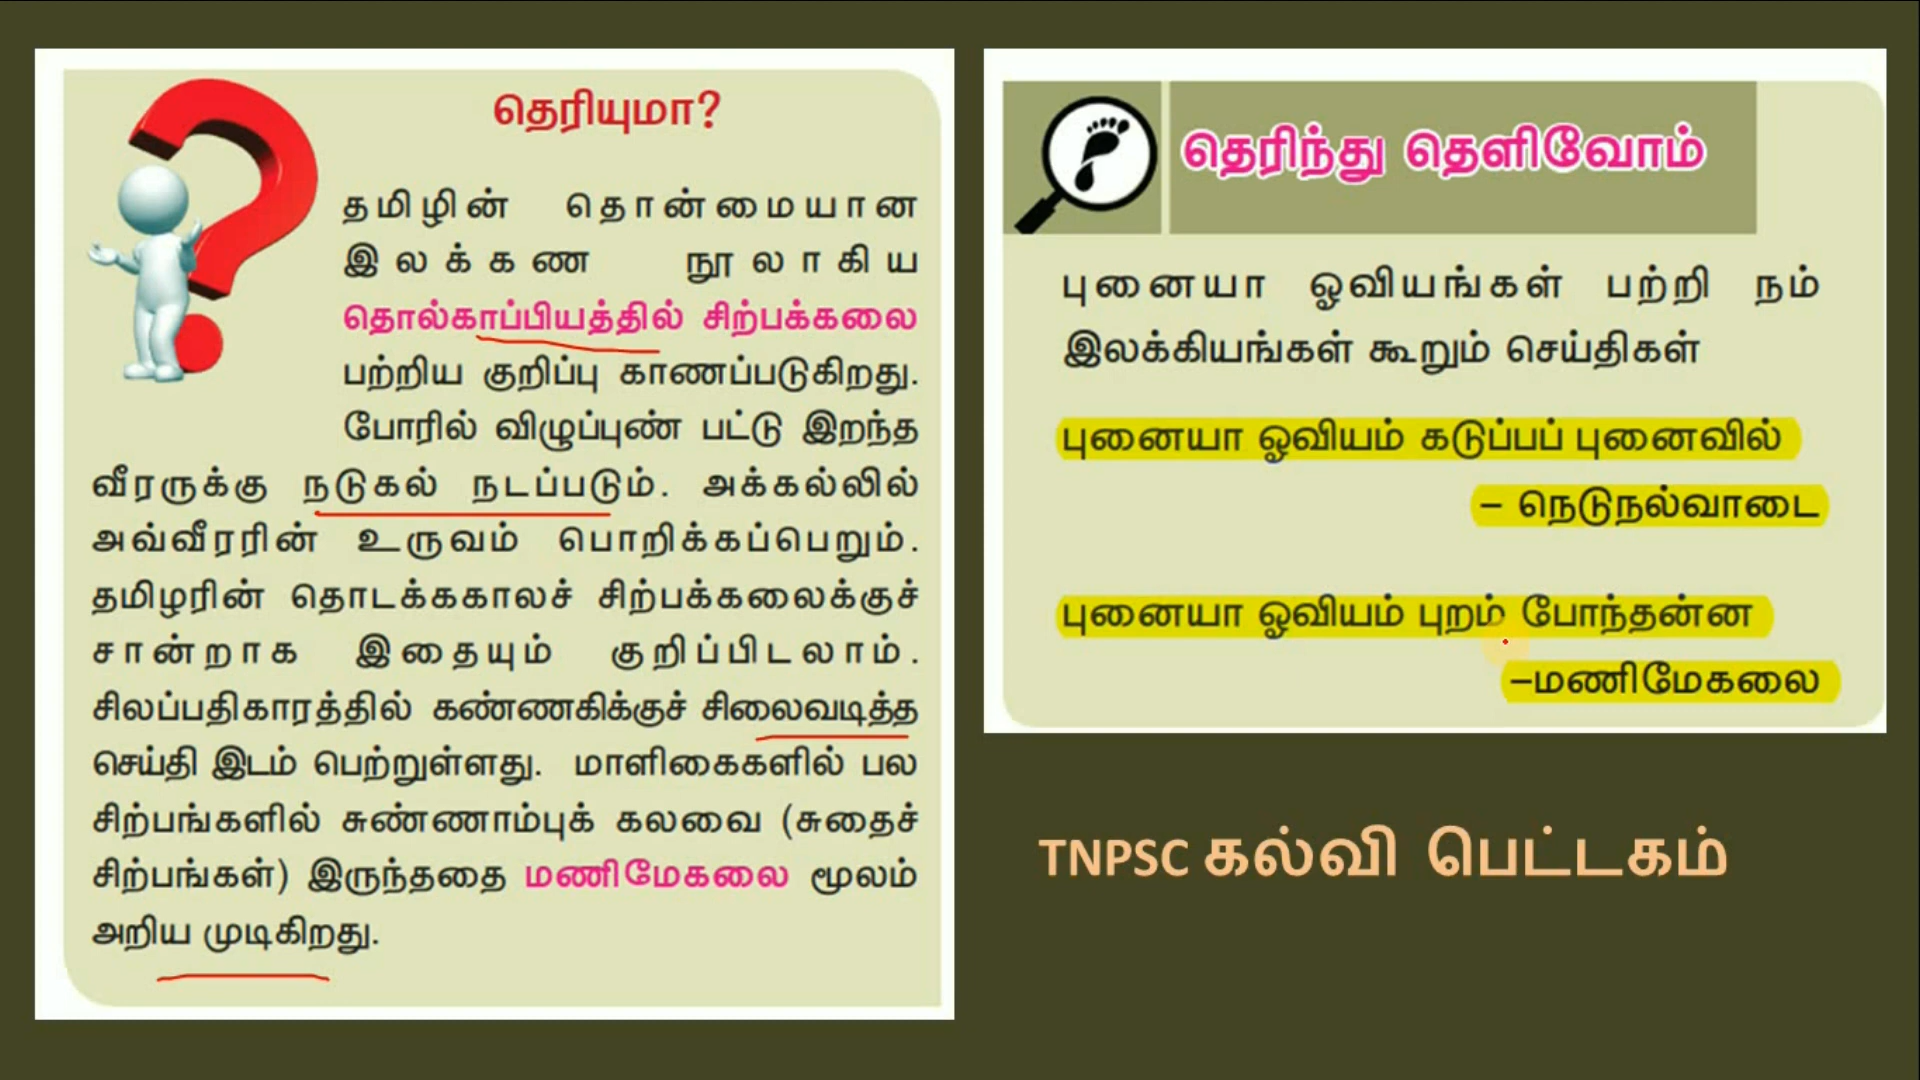 தெரியுமா?
தமிழின் தொன்மையான
இலக்கண நூலாகிய
தொல்காப்பியத்தில் சிற்பக்கலை
பற்றிய குறிப்பு காணப்படுகிறது.
போரில் விழுப்புண் பட்டு இறந்த
வீரருக்கு நடுகல் நடப்படும். அக்கல்லில்
அவ்வீரரின் உருவம் பொறிக்கப்பெறும்.
தமிழரின் தொடக்ககாலச் சிற்பக்கலைக்குச்
சான்றாக இதையும் குறிப்பிடலாம்.
சிலப்பதிகாரத்தில் கண்ணகிக்குச் சிலைவடித்த
செய்தி இடம் பெற்றுள்ளது. மாளிகைகளில் பல
சிற்பங்களில் சுண்ணாம்புக் கலவை (சுதைச்
சிற்பங்கள்) இருந்ததை மணிமேகலை மூலம்
அறிய முடிகிறது.
தெரிந்து தெளிவோம்
புனையா ஓவியங்கள் பற்றி நம்
இலக்கியங்கள் கூறும் செய்திகள்
புனையா ஓவியம் கடுப்பப் புனைவில்
– நெடுநல்வாடை
புனையா ஓவியம் புறம் போந்தன்ன
–மணிமேகலை
TNPSC கல்வி பெட்டகம்